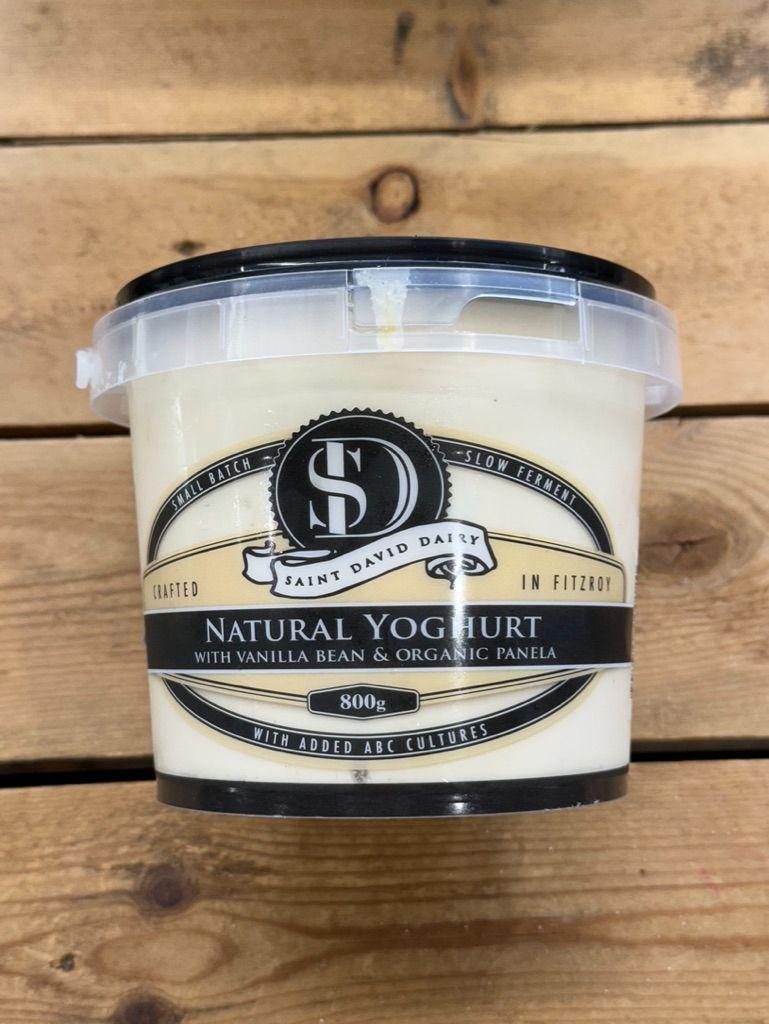 SMALL BATCH
SLOW FERMENT
SD
SAINT DAVID DAIRY
CRAFTED
IN FITZROY
NATURAL YOGHURT
WITH VANILLA BEAN & ORGANIC PANELA
800g
WITH ADDED ABC CULTURES